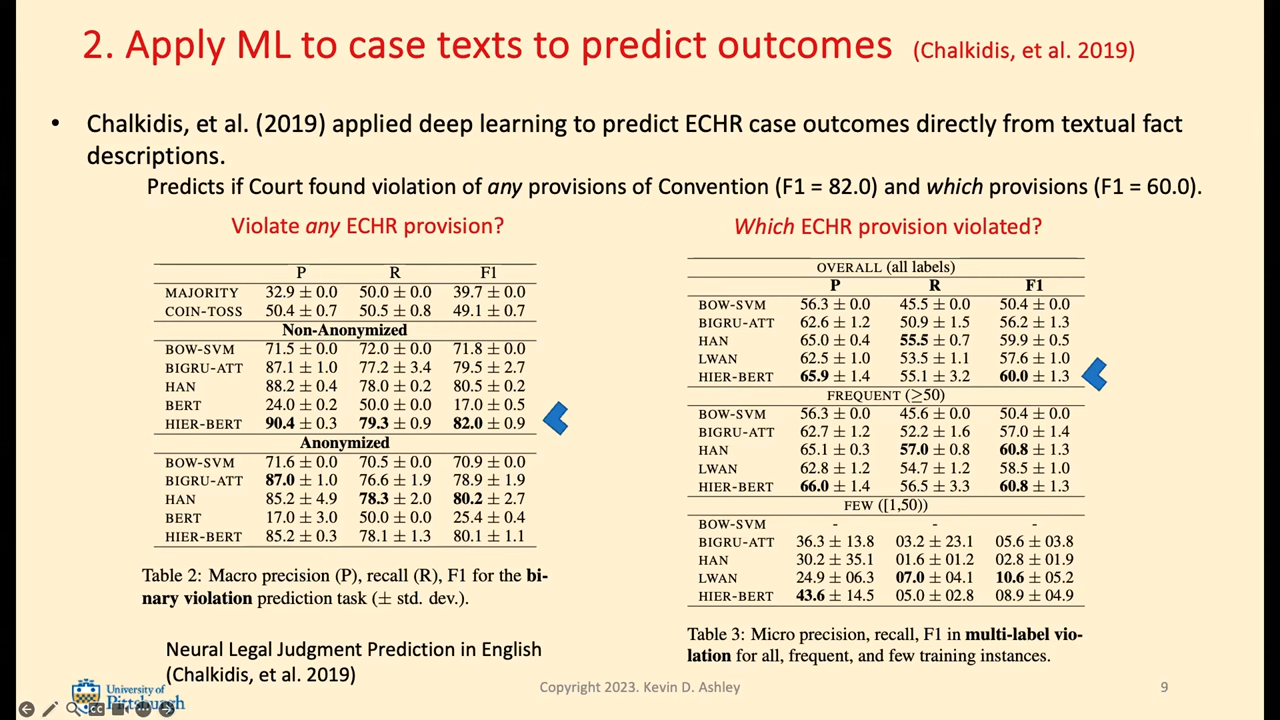 2. Apply ML to case texts to predict outcomes (Chalkidis, et al. 2019)
• Chalkidis, et al. (2019) applied deep learning to predict ECHR case outcomes directly from textual fact
descriptions.
Predicts if Court found violation of any provisions of Convention (F1 = 82.0) and which provisions (F1 = 60.0).
Violate any ECHR provision?
P R F1
MAJORITY 32.9 ± 0.0 50.0 ± 0.0 39.7 ± 0.0
COIN-TOSS 50.4 ± 0.7 50.5 ± 0.8 49.1 ± 0.7
Non-Anonymized
BOW-SVM 71.5 ± 0.0 72.0 ± 0.0 71.8 ± 0.0
BIGRU-ATT 87.1 ± 1.0 77.2 ± 3.4 79.5 ± 2.7
HAN 88.2 ± 0.4 78.0 ± 0.2 80.5 ± 0.2
BERT 24.0 ± 0.2 50.0 ± 0.0 17.0 ± 0.5
HIER-BERT 90.4 ± 0.3 79.3 ± 0.9 82.0 ± 0.9
Anonymized
BOW-SVM 71.6 ± 0.0 70.5 ± 0.0 70.9 ± 0.0
BIGRU-ATT 87.0 ± 1.0 76.6 ± 1.9 78.9 ± 1.9
HAN 85.2 ± 4.9 78.3 ± 2.0 80.2 ± 2.7
BERT 17.0 ± 3.0 50.0 ± 0.0 25.4 ± 0.4
HIER-BERT 85.2 ± 0.3 78.1 ± 1.3 80.1 ± 1.1
Table 2: Macro precision (P), recall (R), F1 for the bi-
nary violation prediction task (± std. dev.).
Neural Legal Judgment Prediction in English
(Chalkidis, et al. 2019)
Which ECHR provision violated?
OVERALL (all labels)
P R F1
BOW-SVM 56.3 ± 0.0 45.5 ± 0.0 50.4 ± 0.0
BIGRU-ATT 62.6 ± 1.2 50.9 ± 1.5 56.2 ± 1.3
HAN 65.0 ± 0.4 55.5 ± 0.7 59.9 ± 0.5
LWAN 62.5 ± 1.0 53.5 ± 1.1 57.6 ± 1.0
HIER-BERT 65.9 ± 1.4 55.1 ± 3.2 60.0 ± 1.3
FREQUENT (≥50)
BOW-SVM 56.3 ± 0.0 45.6 ± 0.0 50.4 ± 0.0
BIGRU-ATT 62.7 ± 1.2 52.2 ± 1.6 57.0 ± 1.4
HAN 65.1 ± 0.3 57.0 ± 0.8 60.8 ± 1.3
LWAN 62.8 ± 1.2 54.7 ± 1.2 58.5 ± 1.0
HIER-BERT 66.0 ± 1.4 56.5 ± 3.3 60.8 ± 1.3
FEW ([1,50))
BOW-SVM - - -
BIGRU-ATT 36.3 ± 13.8 03.2 ± 23.1 05.6 ± 03.8
HAN 30.2 ± 35.1 01.6 ± 01.2 02.8 ± 01.9
LWAN 24.9 ± 06.3 07.0 ± 04.1 10.6 ± 05.2
HIER-BERT 43.6 ± 14.5 05.0 ± 02.8 08.9 ± 04.9
Table 3: Micro precision, recall, F1 in multi-label vio-
lation for all, frequent, and few training instances.
University of
Pittsburgh
Copyright 2023. Kevin D. Ashley
9